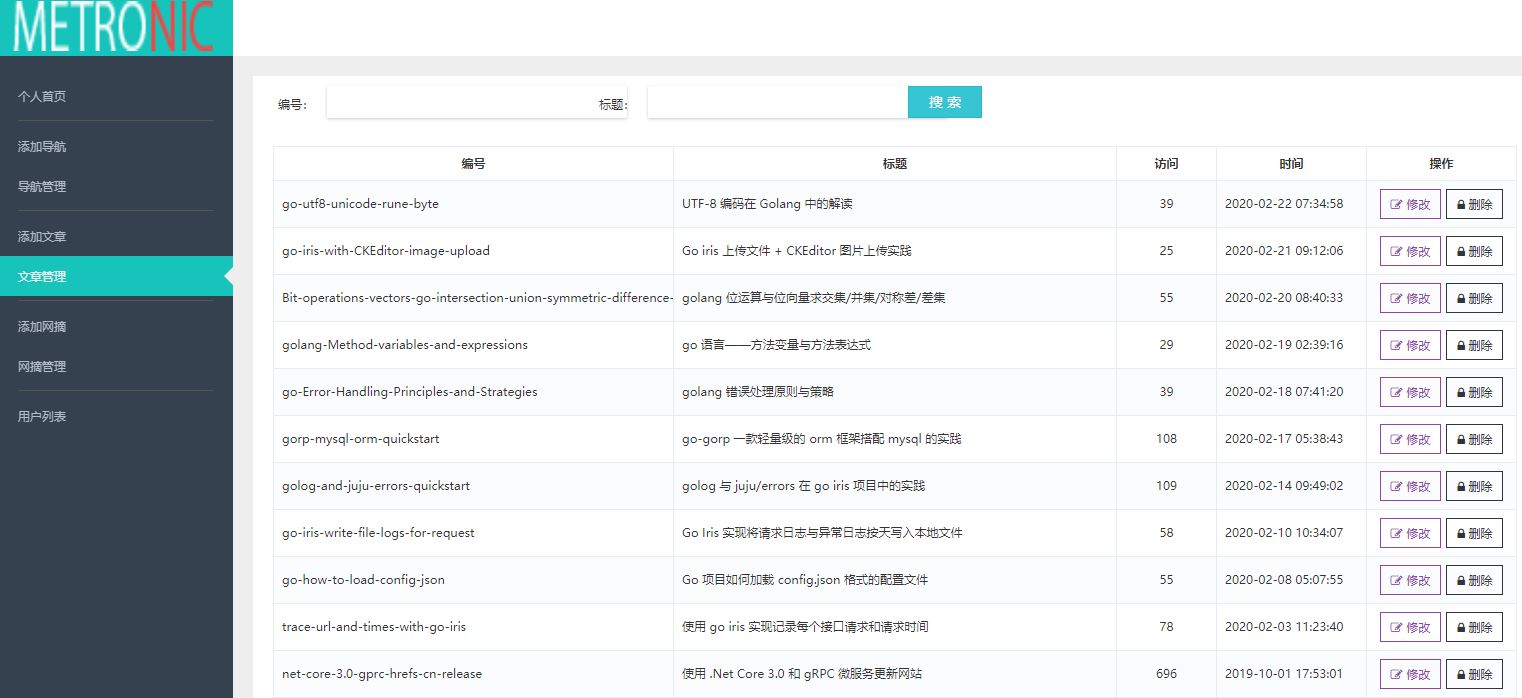 METRONIC
个人首页
添加导航
导航管理
添加文章
文章管理
添加网摘
网摘管理
用户列表
编号: 标题: 搜 索
编号 标题 访问 时间 操作
go-utf8-unicode-rune-byte UTF-8 编码在 Golang 中的解读 39 2020-02-22 07:34:58 修改 删除
go-iris-with-CKEditor-image-upload Go iris 上传文件 + CKEditor 图片上传实践 25 2020-02-21 09:12:06 修改 删除
Bit-operations-vectors-go-intersection-union-symmetric-difference- golang 位运算与位向量求交集/并集/对称差/差集 55 2020-02-20 08:40:33 修改 删除
golang-Method-variables-and-expressions go 语言——方法变量与方法表达式 29 2020-02-19 02:39:16 修改 删除
go-Error-Handling-Principles-and-Strategies golang 错误处理原则与策略 39 2020-02-18 07:41:20 修改 删除
gorp-mysql-orm-quickstart go-gorp 一款轻量级的 orm 框架搭配 mysql 的实践 108 2020-02-17 05:38:43 修改 删除
golog-and-juju-errors-quickstart golog 与 juju/errors 在 go iris 项目中的实践 109 2020-02-14 09:49:02 修改 删除
go-iris-write-file-logs-for-request Go Iris 实现将请求日志与异常日志按天写入本地文件 58 2020-02-10 10:34:07 修改 删除
go-how-to-load-config-json Go 项目如何加载 config.json 格式的配置文件 55 2020-02-08 05:07:55 修改 删除
trace-url-and-times-with-go-iris 使用 go iris 实现记录每个接口请求和请求时间 78 2020-02-03 11:23:40 修改 删除
net-core-3.0-gprc-hrefs-cn-release 使用 .Net Core 3.0 和 gRPC 微服务更新网站 696 2019-10-01 17:53:01 修改 删除